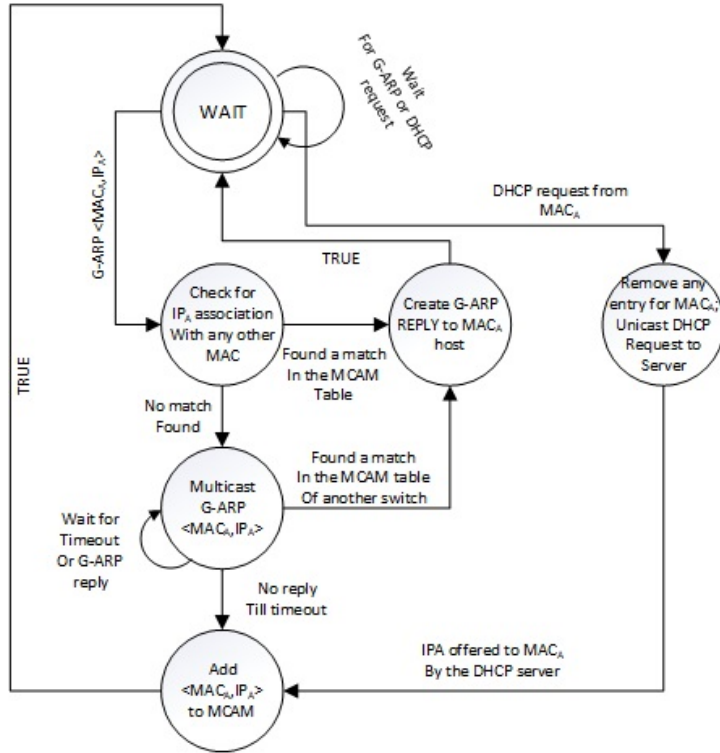 WAIT
Wait
For G-ARP or DHCP
request
G-ARP <MACA,IPA>
DHCP request from
MACA
TRUE
Check for
IPA association
With any other
MAC
Create G-ARP
REPLY to MACA
host
Remove any
entry for MACA;
Unicast DHCP
Request to
Server
Found a match
In the MCAM
Table
TRUE
No match
Found
Found a match
In the MCAM table
Of another switch
Multicast
G-ARP
<MACA,IPA>
Wait for
Timeout
Or G-ARP
reply
No reply
Till timeout
IPA offered to MACA
By the DHCP server
Add
<MACA,IPA>
to MCAM